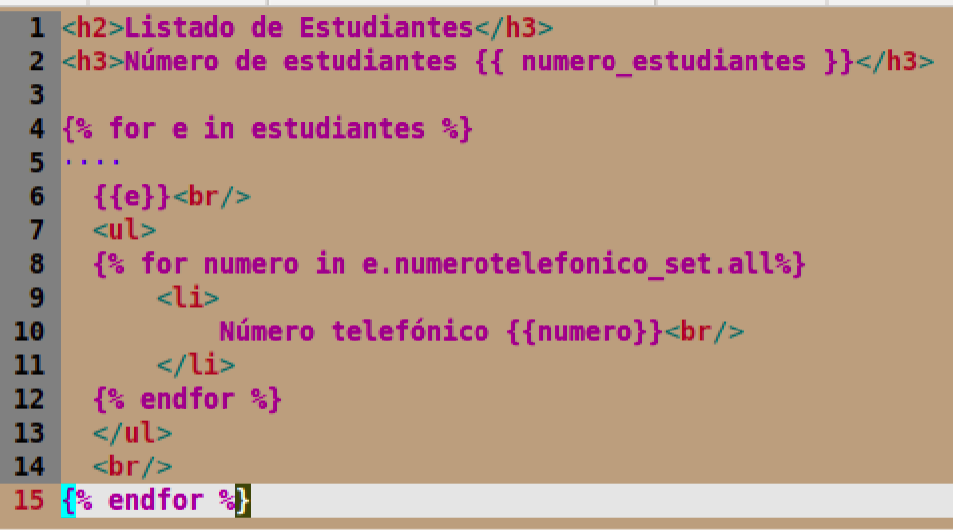 1 <h2>Listado de Estudiantes</h3>
2 <h3>Número de estudiantes {{ numero_estudiantes }}</h3>
3
4 {% for e in estudiantes %}
5 ····
6   {{e}}<br/>
7   <ul>
8   {% for numero in e.numerotelefonico_set.all%}
9       <li>
10           Número telefónico {{numero}}<br/>
11       </li>
12   {% endfor %}
13   </ul>
14   <br/>
15 {% endfor %}